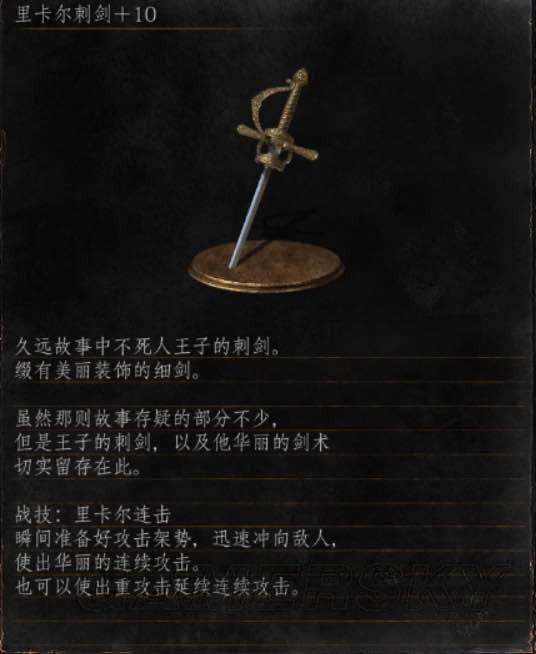 里卡尔刺剑＋10
久远故事中不死人王子的刺剑。
缀有美丽装饰的细剑。
虽然那则故事存疑的部分不少，
但是王子的刺剑，以及他华丽的剑术
切实留存在此。
战技：里卡尔连击
瞬间准备好攻击架势，迅速冲向敌人，
使出华丽的连续攻击。
也可以使出重攻击延续连续攻击。
GAMERSKY